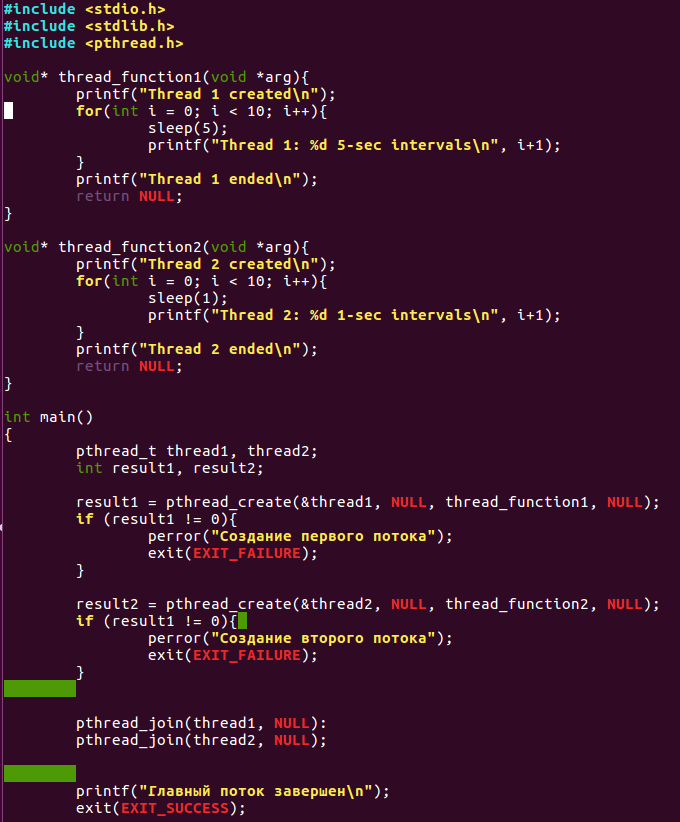 #include <stdio.h>
#include <stdlib.h>
#include <pthread.h>

void* thread_function1(void *arg){
        printf("Thread 1 created\n");
        for(int i = 0; i < 10; i++){
                sleep(5);
                printf("Thread 1: %d 5-sec intervals\n", i+1);
        }
        printf("Thread 1 ended\n");
        return NULL;
}

void* thread_function2(void *arg){
        printf("Thread 2 created\n");
        for(int i = 0; i < 10; i++){
                sleep(1);
                printf("Thread 2: %d 1-sec intervals\n", i+1);
        }
        printf("Thread 2 ended\n");
        return NULL;
}

int main()
{
        pthread_t thread1, thread2;
        int result1, result2;

        result1 = pthread_create(&thread1, NULL, thread_function1, NULL);
        if (result1 != 0){
                perror("Создание первого потока");
                exit(EXIT_FAILURE);
        }

        result2 = pthread_create(&thread2, NULL, thread_function2, NULL);
        if (result1 != 0){
                perror("Создание второго потока");
                exit(EXIT_FAILURE);
        }

        pthread_join(thread1, NULL):
        pthread_join(thread2, NULL);

        printf("Главный поток завершен\n");
        exit(EXIT_SUCCESS);